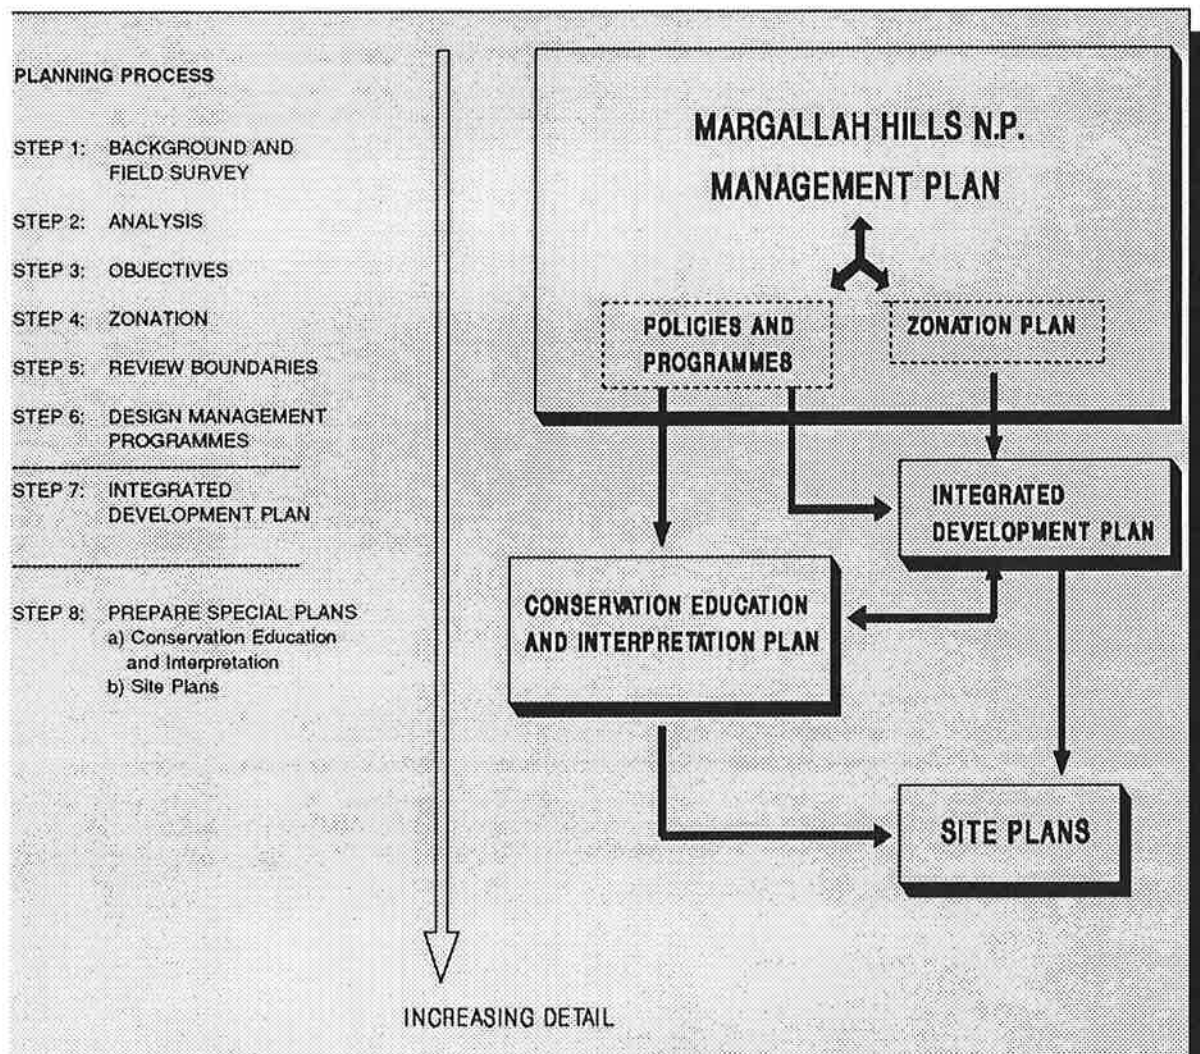 PLANNING PROCESS
STEP 1: BACKGROUND AND
FIELD SURVEY
STEP 2: ANALYSIS
STEP 3: OBJECTIVES
STEP 4: ZONATION
STEP 5: REVIEW BOUNDARIES
STEP 6: DESIGN MANAGEMENT
PROGRAMMES
STEP 7: INTEGRATED
DEVELOPMENT PLAN
STEP 8: PREPARE SPECIAL PLANS
a) Conservation Education
and Interpretation
b) Site Plans
INCREASING DETAIL
MARGALLAH HILLS N.P.
MANAGEMENT PLAN
POLICIES AND
PROGRAMMES
ZONATION PLAN
INTEGRATED
DEVELOPMENT PLAN
CONSERVATION EDUCATION
AND INTERPRETATION PLAN
SITE PLANS